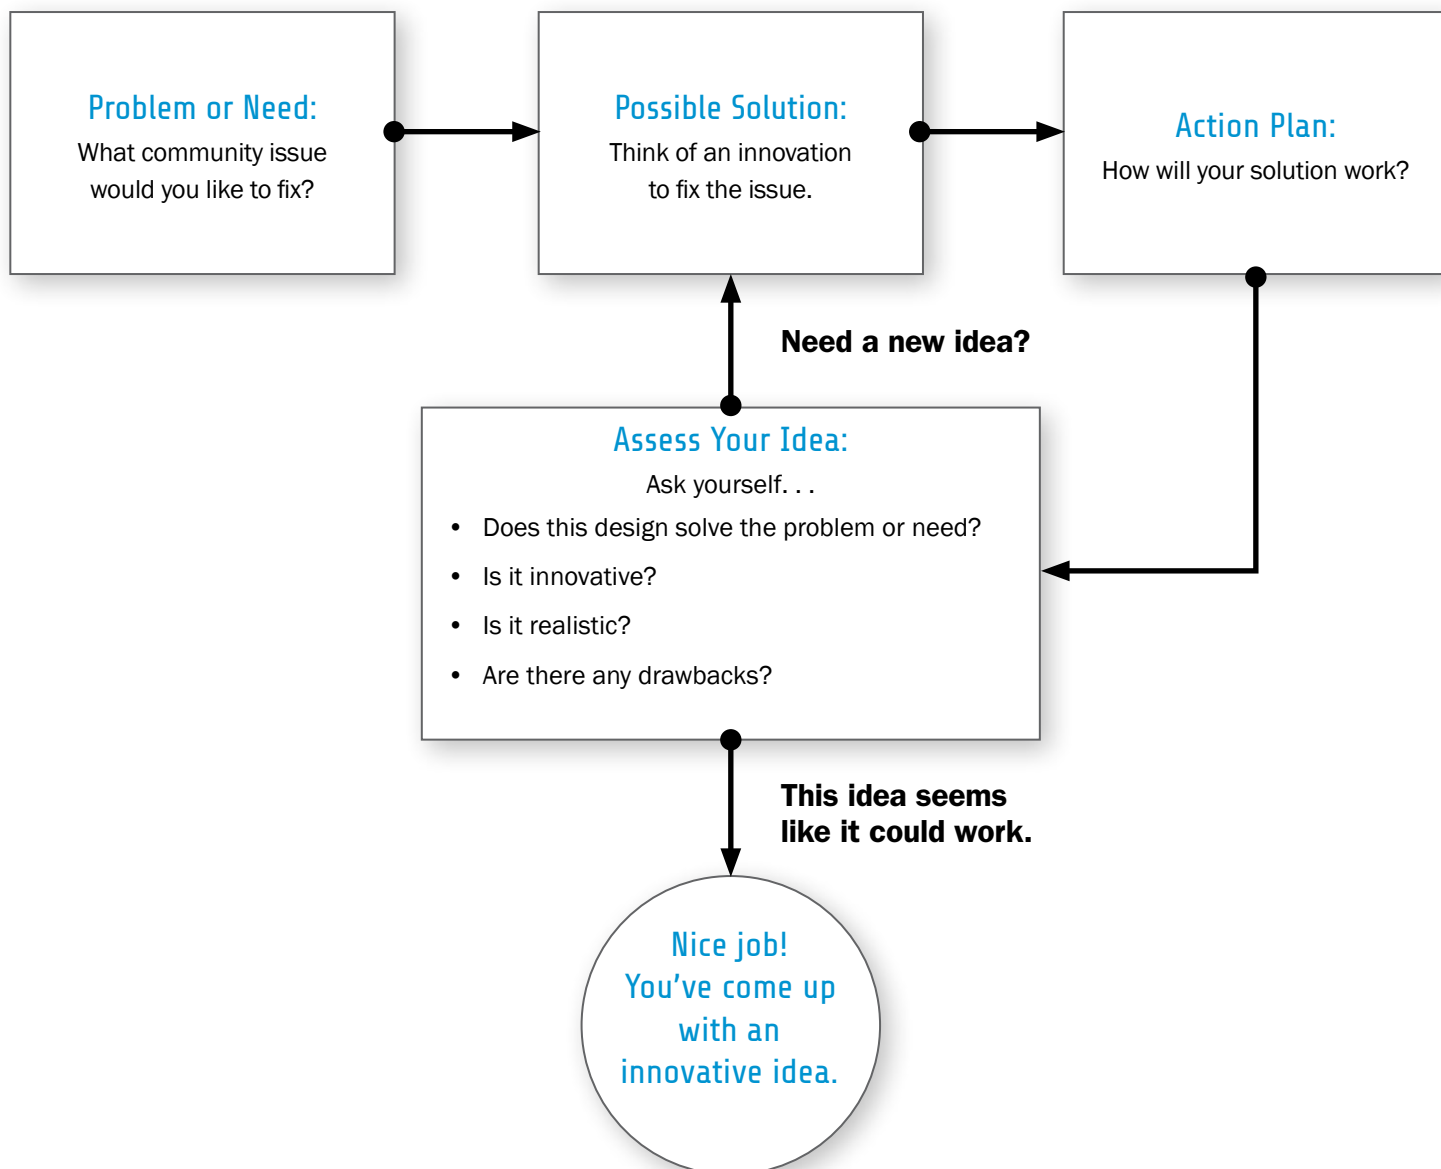 Problem or Need:
What community issue
would you like to fix?
Possible Solution:
Think of an innovation
to fix the issue.
Action Plan:
How will your solution work?
Need a new idea?
Assess Your Idea:
Ask yourself. . .
• Does this design solve the problem or need?
• Is it innovative?
• Is it realistic?
• Are there any drawbacks?
This idea seems
like it could work.
Nice job!
You’ve come up
with an
innovative idea.